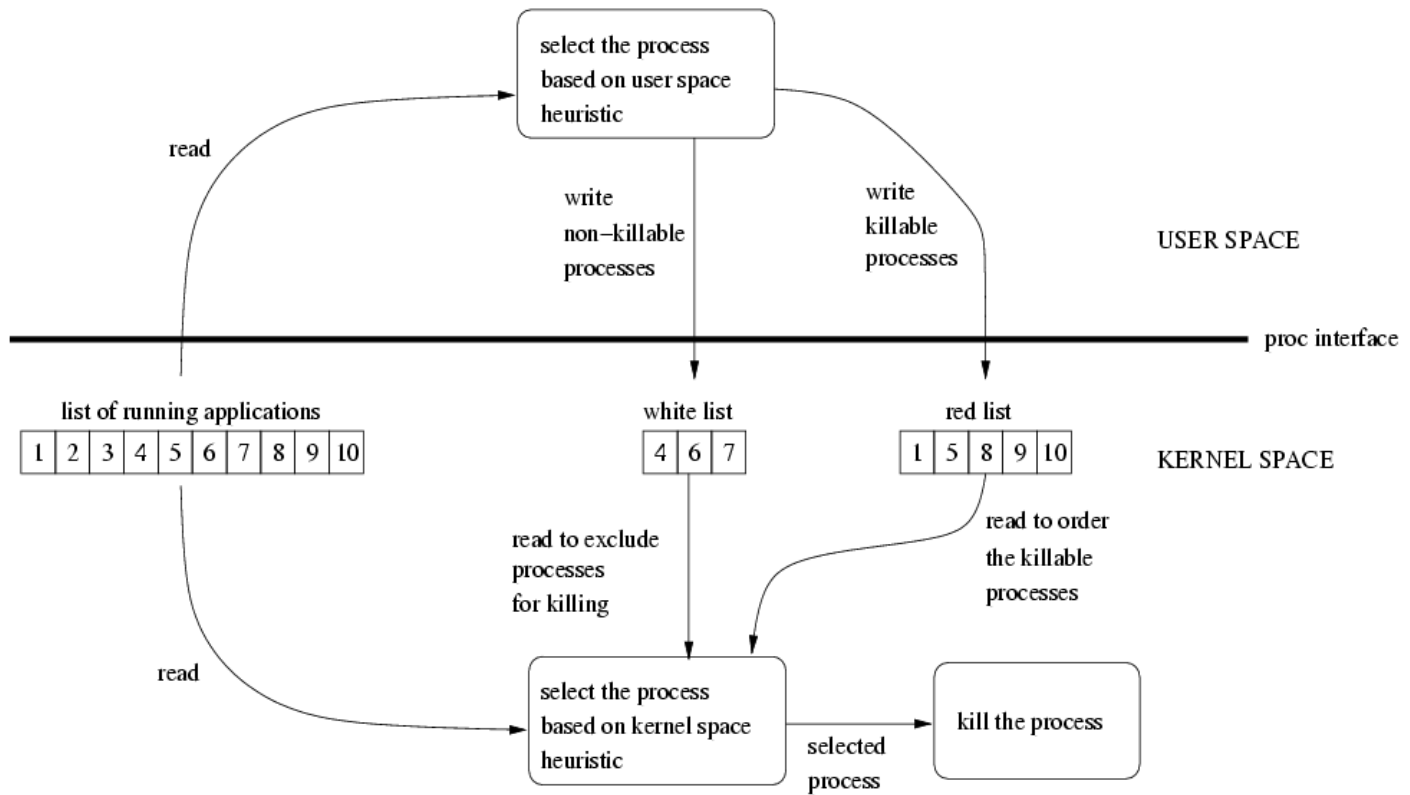 select the process
based on user space
heuristic
read
write
non-killable
processes
write
killable
processes
USER SPACE
proc interface
list of running applications
1 2 3 4 5 6 7 8 9 10
white list
4 6 7
red list
1 5 8 9 10
KERNEL SPACE
read to exclude
processes
for killing
read to order
the killable
processes
read
select the process
based on kernel space
heuristic
selected
process
kill the process